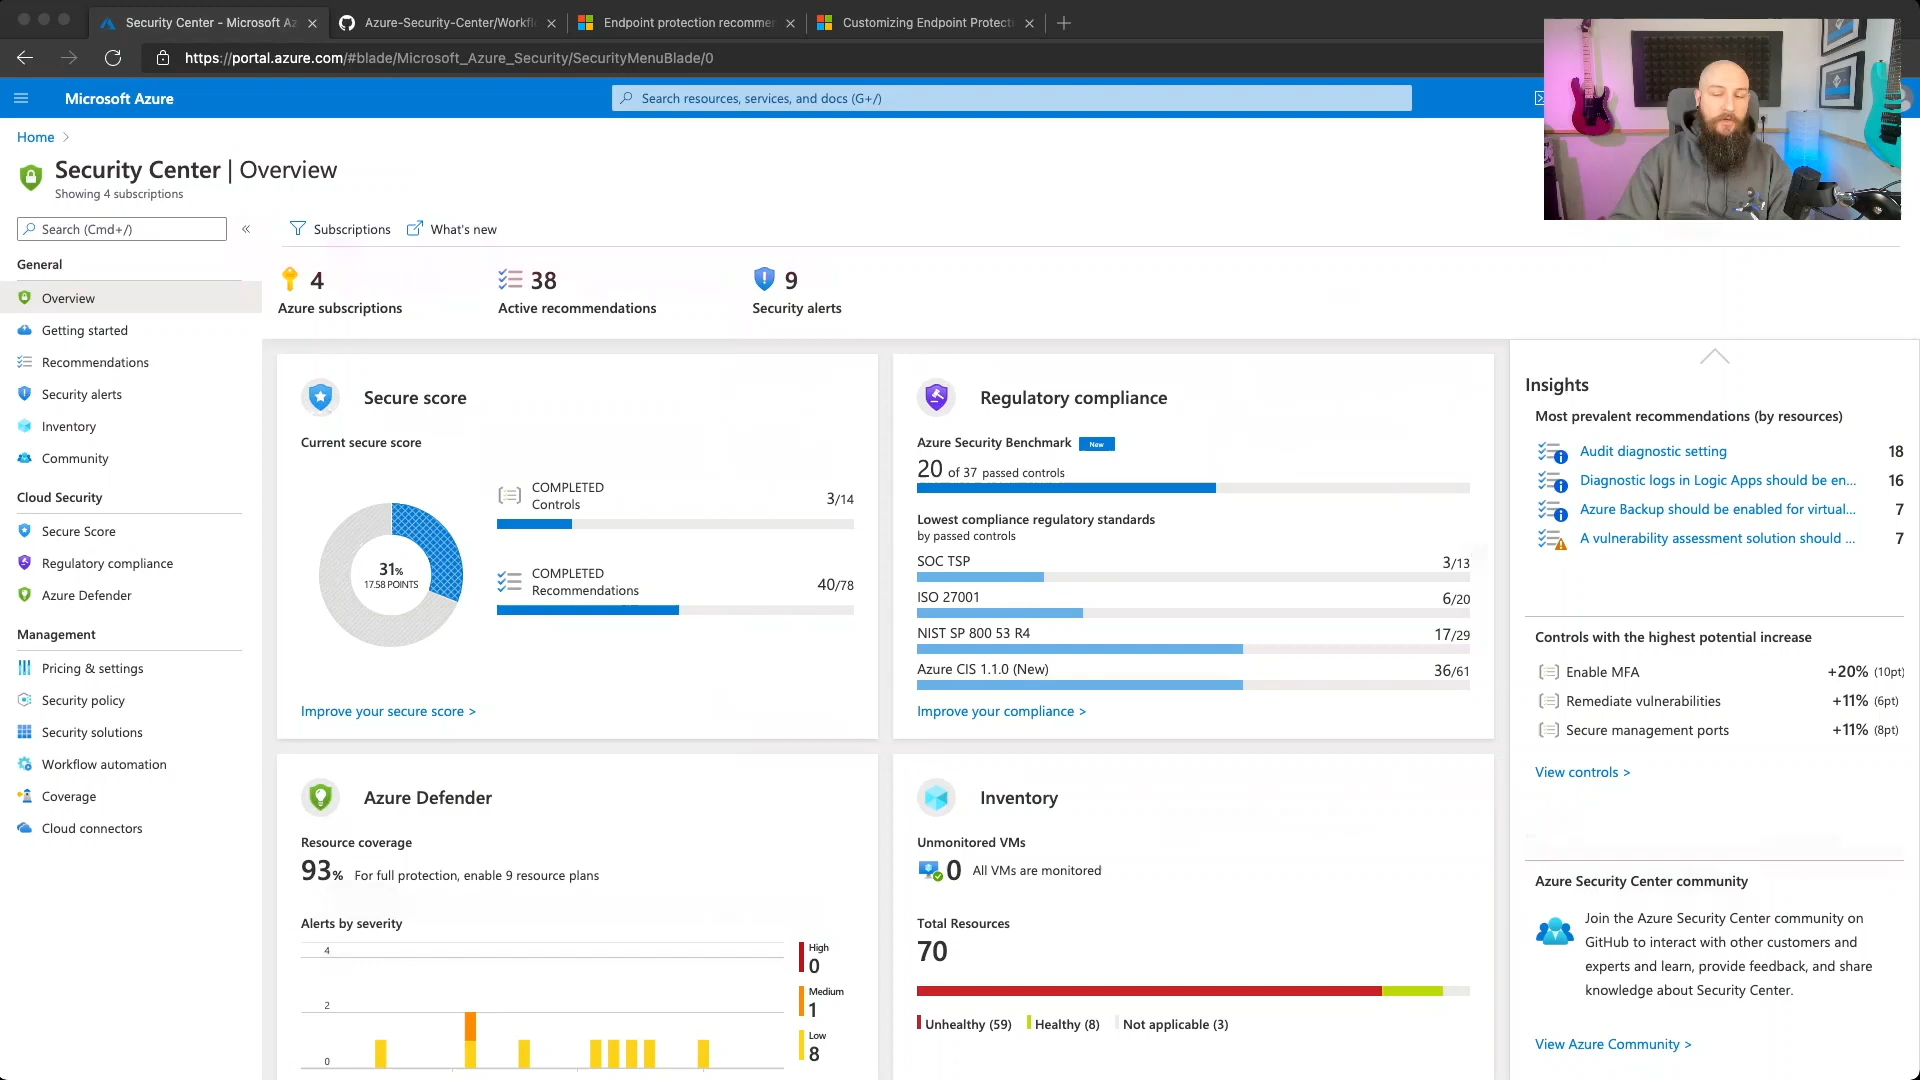 Security Center - Microsoft Az
Azure-Security-Center/Workfl
Endpoint protection recommer
Customizing Endpoint Protecti
https://portal.azure.com/#blade/Microsoft_Azure_Security/SecurityMenuBlade/0
Microsoft Azure
Search resources, services, and docs (G+/)
Home
Security Center | Overview
Showing 4 subscriptions
Search (Cmd+/)
«
Subscriptions
What's new
General
Overview
Getting started
Recommendations
Security alerts
Inventory
Community
Cloud Security
Secure Score
Regulatory compliance
Azure Defender
Management
Pricing & settings
Security policy
Security solutions
Workflow automation
Coverage
Cloud connectors
4
Azure subscriptions
38
Active recommendations
9
Security alerts
Secure score
Current secure score
31%
17.58 POINTS
COMPLETED
Controls
3/14
COMPLETED
Recommendations
40/78
Improve your secure score >
Regulatory compliance
Azure Security Benchmark New
20 of 37 passed controls
Lowest compliance regulatory standards
by passed controls
SOC TSP 3/13
ISO 27001 6/20
NIST SP 800 53 R4 17/29
Azure CIS 1.1.0 (New) 36/61
Improve your compliance >
Azure Defender
Resource coverage
93% For full protection, enable 9 resource plans
Alerts by severity
4
2
0
High
0
Medium
1
Low
8
Inventory
Unmonitored VMs
0 All VMs are monitored
Total Resources
70
Unhealthy (59) Healthy (8) Not applicable (3)
Insights
Most prevalent recommendations (by resources)
Audit diagnostic setting 18
Diagnostic logs in Logic Apps should be en... 16
Azure Backup should be enabled for virtual... 7
A vulnerability assessment solution should ... 7
Controls with the highest potential increase
Enable MFA +20% (10pt)
Remediate vulnerabilities +11% (6pt)
Secure management ports +11% (8pt)
View controls >
Azure Security Center community
Join the Azure Security Center community on
GitHub to interact with other customers and
experts and learn, provide feedback, and share
knowledge about Security Center.
View Azure Community >